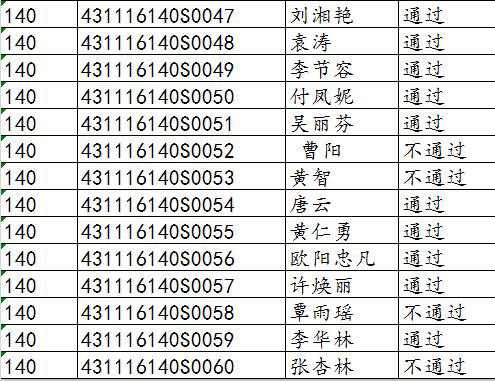 140 431116140S0047 刘湘艳 通过
140 431116140S0048 袁涛 通过
140 431116140S0049 李节容 通过
140 431116140S0050 付凤妮 通过
140 431116140S0051 吴丽芬 通过
140 431116140S0052 曹阳 不通过
140 431116140S0053 黄智 不通过
140 431116140S0054 唐云 通过
140 431116140S0055 黄仁勇 通过
140 431116140S0056 欧阳忠凡 通过
140 431116140S0057 许焕丽 通过
140 431116140S0058 覃雨瑶 不通过
140 431116140S0059 李华林 通过
140 431116140S0060 张杏林 不通过